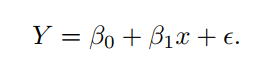 Y = β₀ + β₁x + ϵ.